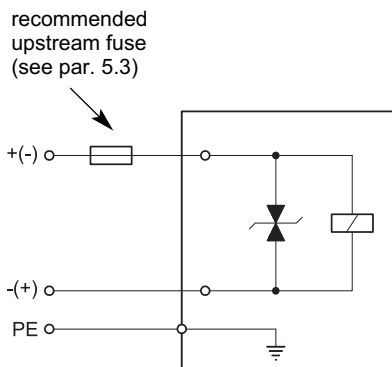 recommended
upstream fuse
(see par. 5.3)
+(-)
-(+)
PE